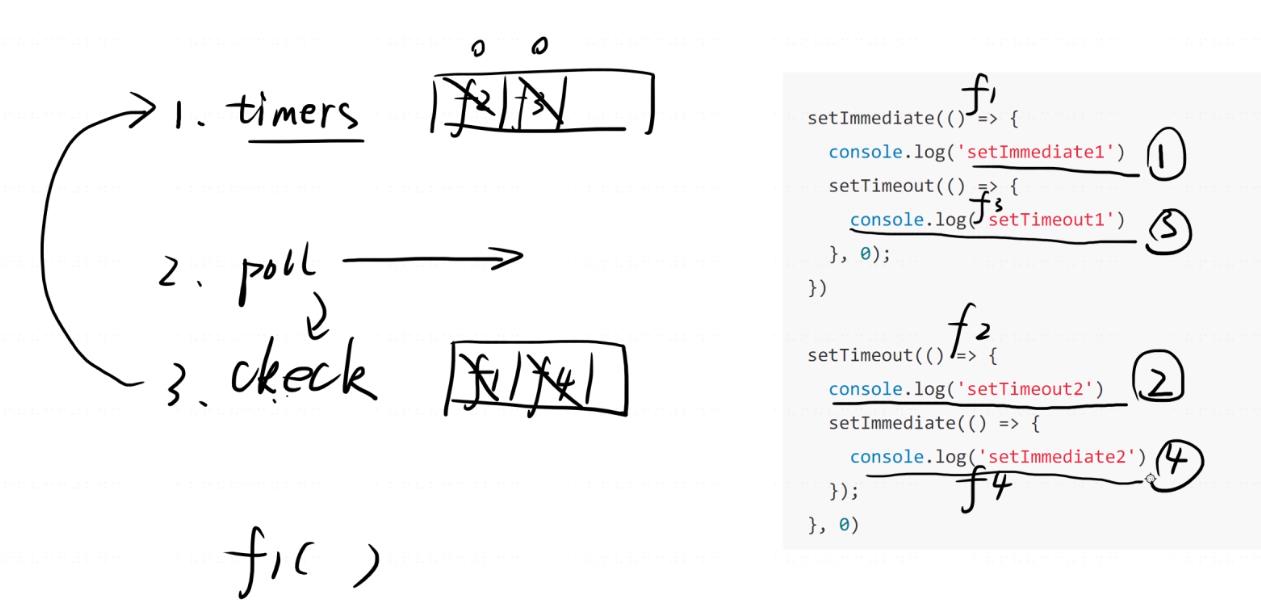 0 0
1. timers f2 f3
2. poll
3. check f1 f4
f1( )
f1
setImmediate(() => {
console.log('setImmediate1') 1
setTimeout(() => {
f3
console.log('setTimeout1') 3
}, 0);
})
f2
setTimeout(() => {
console.log('setTimeout2') 2
setImmediate(() => {
console.log('setImmediate2') 4
f4
});
}, 0)